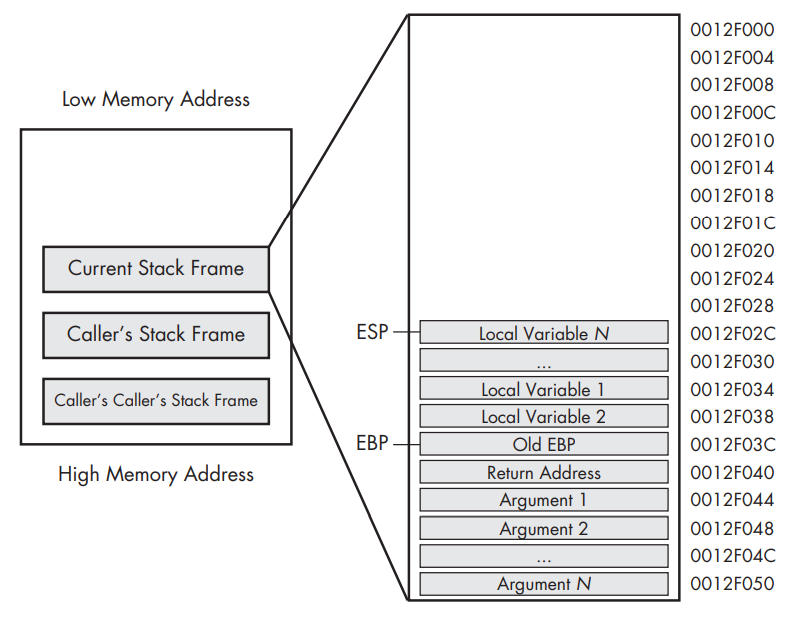 Low Memory Address
Current Stack Frame
Caller's Stack Frame
Caller's Caller's Stack Frame
High Memory Address
0012F000
0012F004
0012F008
0012F00C
0012F010
0012F014
0012F018
0012F01C
0012F020
0012F024
0012F028
ESP Local Variable N 0012F02C
... 0012F030
Local Variable 1 0012F034
Local Variable 2 0012F038
EBP Old EBP 0012F03C
Return Address 0012F040
Argument 1 0012F044
Argument 2 0012F048
... 0012F04C
Argument N 0012F050